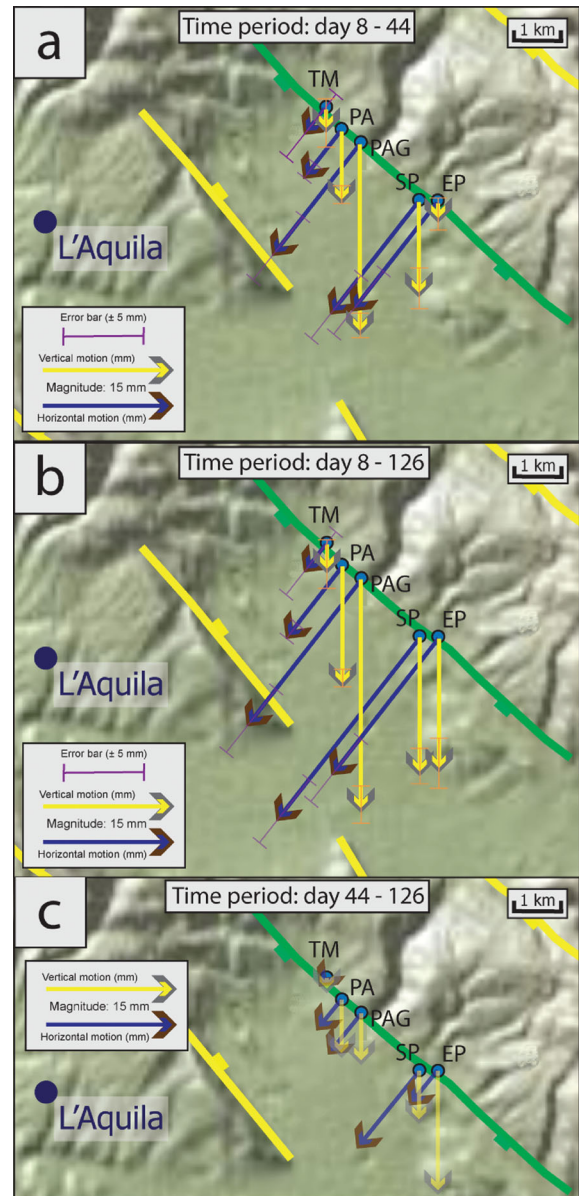 a
Time period: day 8 - 44
1 km
TM
PA
PAG
SP
EP
L'Aquila
Error bar (± 5 mm)
Vertical motion (mm)
Magnitude: 15 mm
Horizontal motion (mm)
b
Time period: day 8 - 126
1 km
TM
PA
PAG
SP
EP
L'Aquila
Error bar (± 5 mm)
Vertical motion (mm)
Magnitude: 15 mm
Horizontal motion (mm)
c
Time period: day 44 - 126
1 km
TM
PA
PAG
SP
EP
Vertical motion (mm)
Magnitude: 15 mm
Horizontal motion (mm)
L'Aquila